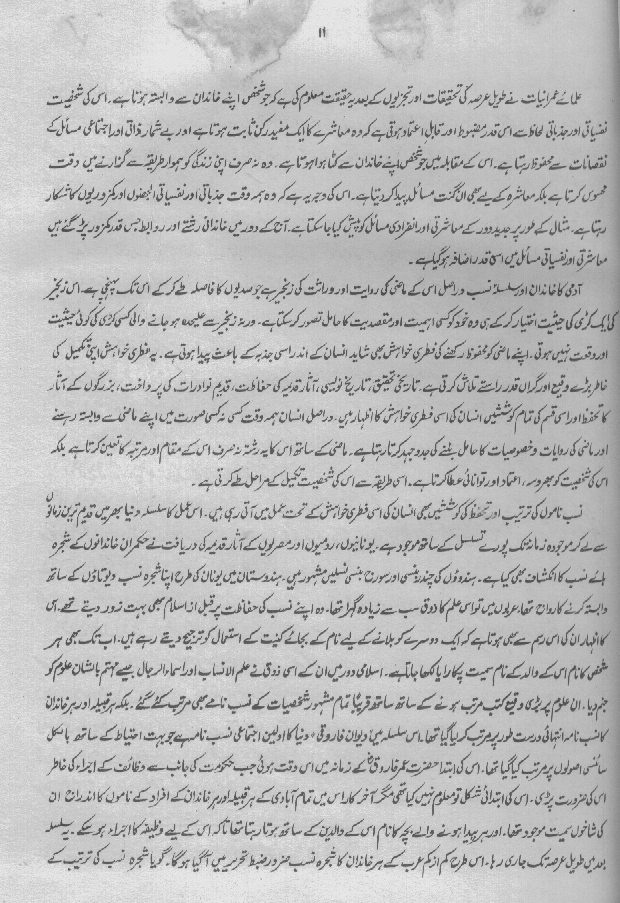 ۱۱
علمائے عمرانیات نے طویل عرصہ کی تحقیقات اور تجزیوں کے بعد یہ حقیقت معلوم کی ہے کہ جو شخص اپنے خاندان سے وابستہ ہوتا ہے۔ اس کی شخصیت
نفسیاتی اور جذباتی لحاظ سے اس قدر مضبوط اور قابل اعتماد ہوتی ہے کہ وہ معاشرے کا ایک مفید رکن ثابت ہوتا ہے اور بے شمار ذاتی اور اجتماعی مسائل کے
نقصانات سے محفوظ رہتا ہے۔ اس کے مقابلہ میں جو شخص اپنے خاندان سے کٹا ہوا ہوتا ہے۔ وہ نہ صرف اپنی زندگی کو ہموار طریقہ سے گزارنے میں دقت
محسوس کرتا ہے بلکہ معاشرہ کے لیے بھی ان گنت مسائل پیدا کر دیتا ہے۔ اس کی وجہ یہ ہے کہ وہ ہمہ وقت جذباتی اور نفسیاتی الجھنوں اور کمزوریوں کا شکار
رہتا ہے۔ مثال کے طور پر جدید دور کے معاشرتی اور انفرادی مسائل کو پیش کیا جا سکتا ہے۔ آج کے دور میں خاندانی رشتے اور روابط جس قدر کمزور پڑ گئے ہیں
معاشرتی اور نفسیاتی مسائل میں اسی قدر اضافہ ہو گیا ہے۔
آدمی کا خاندان اور سلسلۂ نسب دراصل اس کے ماضی کی روایت اور وراثت کی زنجیر ہے جو صدیوں کا فاصلہ طے کر کے اس تک پہنچی ہے۔ اس زنجیر
کی ایک کڑی کی حیثیت اختیار کر کے ہی وہ خود کو کسی اہمیت اور مقصدیت کا حامل تصور کر سکتا ہے۔ ورنہ زنجیر سے علیحدہ ہو جانے والی کسی کڑی کی کوئی حیثیت
اور وقعت نہیں ہوتی۔ اپنے ماضی کو محفوظ رکھنے کی فطری خواہش بھی شاید انسان کے اندر اسی جذبہ کے باعث پیدا ہوتی ہے۔ یہ فطری خواہش اپنی تکمیل کی
خاطر بڑے وقیع اور گراں قدر راستے تلاش کرتی ہے۔ تاریخی تحقیق، تاریخ نویسی، آثار قدیمہ کی حفاظت، قدیم نوادرات کی پرداخت، بزرگوں کے آثار
کا تحفظ اور اسی قسم کی تمام کوششیں انسان کی اسی فطری خواہش کا اظہار ہیں۔ دراصل انسان ہمہ وقت کسی نہ کسی صورت میں اپنے ماضی سے وابستہ رہنے
اور ماضی کی روایات و خصوصیات کا حامل بننے کی جدوجہد کرتا رہتا ہے۔ ماضی کے ساتھ اس کا یہ رشتہ نہ صرف اس کے مقام اور مرتبہ کا تعین کرتا ہے بلکہ
اس کی شخصیت کو بھروسہ، اعتماد اور توانائی عطا کرتا ہے۔ اسی طریقہ سے اس کی شخصیت تکمیل کے مراحل طے کرتی ہے۔
نسب ناموں کی ترتیب اور تحفظ کی کوششیں بھی انسان کی اسی فطری خواہش کے تحت عمل میں آتی رہی ہیں۔ اس عمل کا سلسلہ دنیا بھر میں قدیم ترین زمانوں
سے لے کر موجودہ زمانہ تک پورے تسلسل کے ساتھ موجود ہے۔ یونانیوں، رومیوں اور مصریوں کے آثار قدیمہ کی دریافت نے حکمران خاندانوں کے شجرہ
ہائے نسب کا انکشاف بھی کیا ہے۔ ہندوؤں کی چندر بنسی اور سورج بنسی نسلیں مشہور ہیں۔ ہندوستان میں یونان کی طرح اپنا شجرہ نسب دیوتاؤں کے ساتھ
وابستہ کرنے کا رواج تھا۔ عربوں میں تو اس علم کا ذوق سب سے زیادہ گہرا تھا۔ وہ اپنے نسب کی حفاظت پر قبل از اسلام بھی بہت زور دیتے تھے۔ اس
کا اظہار ان کی اس رسم سے بھی ہوتا ہے کہ ایک دوسرے کو بلانے کے لیے نام کے بجائے کنیت کے استعمال کو ترجیح دیتے رہے ہیں۔ اب تک بھی ہر
شخص کا نام اس کے والد کے نام سمیت پکارا یا لکھا جاتا ہے۔ اسلامی دور میں ان کے اسی ذوق نے علم الانساب اور اسماء الرجال جیسے مہتم بالشان علوم کو
جنم دیا۔ ان علوم پر بڑی وقیع کتب مرتب ہونے کے ساتھ ساتھ قریباً تمام مشہور شخصیات کے نسب نامے بھی مرتب کئے گئے۔ بلکہ ہر قبیلہ اور ہر خاندان
کا نسب نامہ انتہائی درست طور پر مرتب کر لیا گیا تھا۔ اس سلسلہ میں دیوان فاروقیؓ دنیا کا اولین اجتماعی نسب نامہ ہے جو بہت احتیاط کے ساتھ بالکل
سائنسی اصولوں پر مرتب کیا گیا تھا۔ اس کی ابتدا حضرت عمر فاروقؓ کے زمانہ میں اس وقت ہوئی جب حکومت کی جانب سے وظائف کے اجراء کی خاطر
اس کی ضرورت پڑی۔ اس کی ابتدائی شکل تو معلوم نہیں کیا تھی مگر آخر کار اس میں تمام آبادی کے ہر قبیلہ اور ہر خاندان کے افراد کے ناموں کا اندراج ان
کی شاخوں سمیت موجود تھا۔ اور ہر پیدا ہونے والے بچہ کا نام اس کے والدین کے ساتھ ہوتا رہتا تھا تا کہ اس کے لیے وظیفہ کا اجراء ہو سکے۔ یہ سلسلہ
بعد میں طویل عرصہ تک جاری رہا۔ اس طرح کم از کم عرب کے ہر خاندان کا شجرہ نسب ضرور ضبط تحریر میں آ گیا ہو گا۔ گویا شجرہ نسب کی ترتیب کے